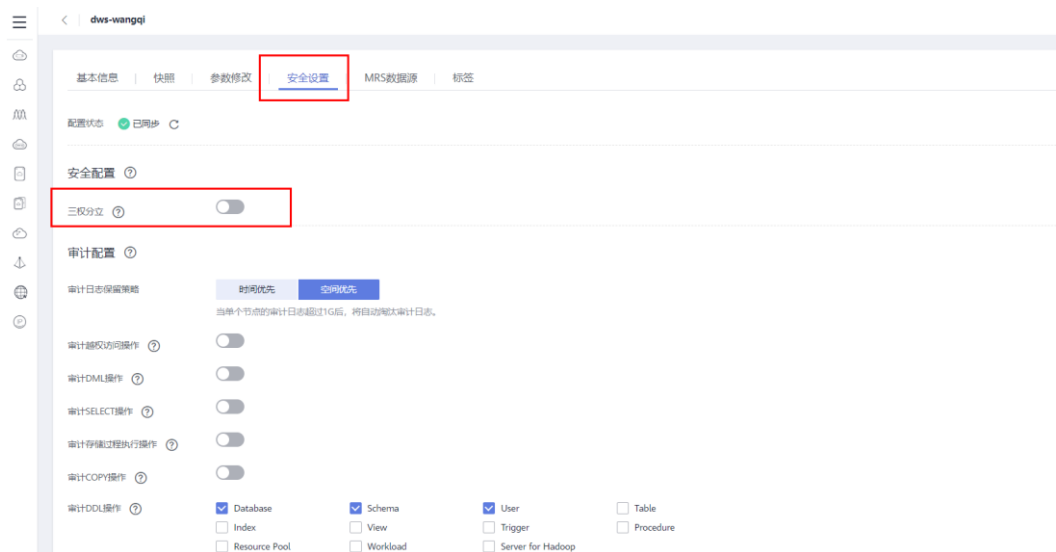 dws-wangqi
基本信息 快照 参数修改 安全设置 MRS数据源 标签
配置状态 已同步
安全配置
三权分立
审计配置
审计日志保留策略 时间优先 空间优先
当单个节点的审计日志超过1G后，将自动淘汰审计日志。
审计越权访问操作
审计DML操作
审计SELECT操作
审计存储过程执行操作
审计COPY操作
审计DDL操作 Database Schema User Table
Index View Trigger Procedure
Resource Pool Workload Server for Hadoop